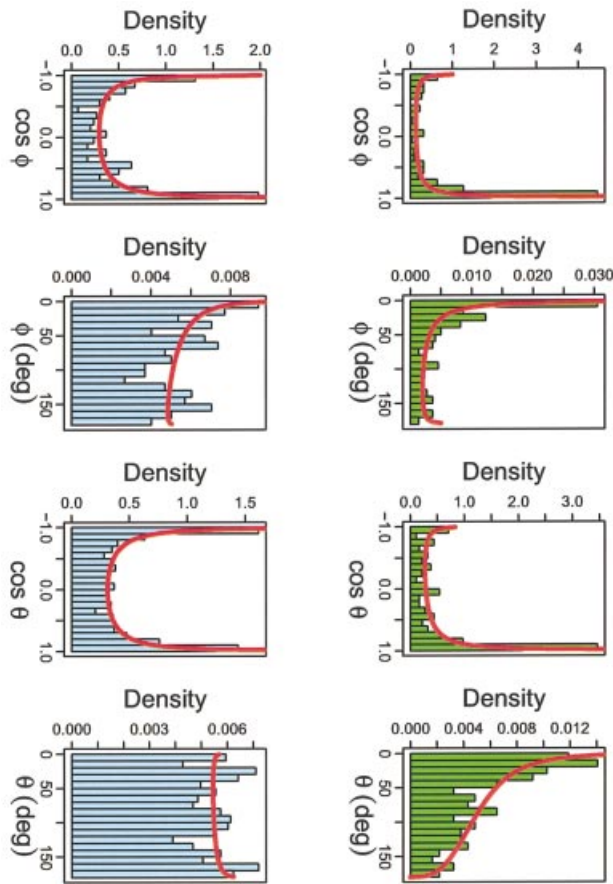 Density
0.0 0.5 1.0 1.5 2.0
-1.0 0.0 1.0
cos φ
Density
0 1 2 3 4
-1.0 0.0 1.0
cos φ
Density
0.000 0.004 0.008
0 50 150
φ (deg)
Density
0.000 0.010 0.020 0.030
0 50 150
φ (deg)
Density
0.0 0.5 1.0 1.5
-1.0 0.0 1.0
cos θ
Density
0.0 1.0 2.0 3.0
-1.0 0.0 1.0
cos θ
Density
0.000 0.003 0.006
0 50 150
θ (deg)
Density
0.000 0.004 0.008 0.012
0 50 150
θ (deg)